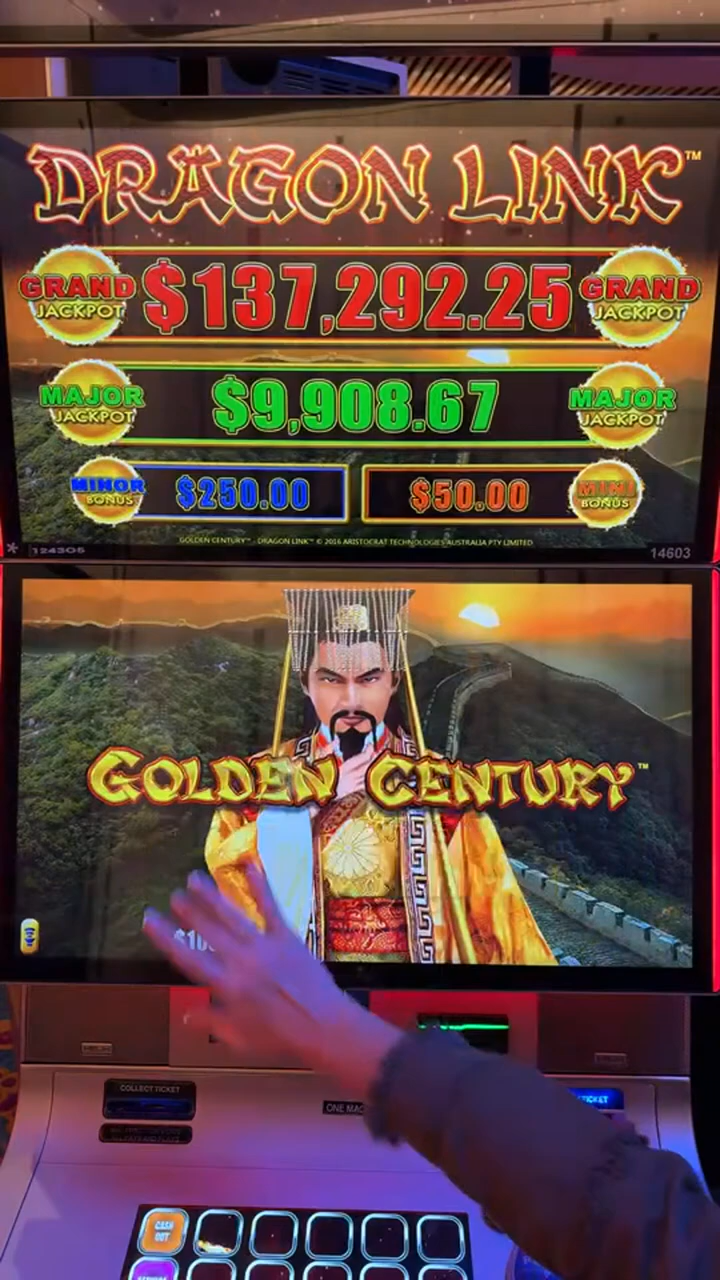 DRAGON LINK™
GRAND JACKPOT $137,292.25 GRAND JACKPOT
MAJOR JACKPOT $9,908.67 MAJOR JACKPOT
MINOR BONUS $250.00 $50.00 MINI BONUS
GOLDEN CENTURY™ - DRAGON LINK™ © 2016 ARISTOCRAT TECHNOLOGIES AUSTRALIA PTY LIMITED
124305 14603
GOLDEN CENTURY™
COLLECT TICKET
CASH OUT